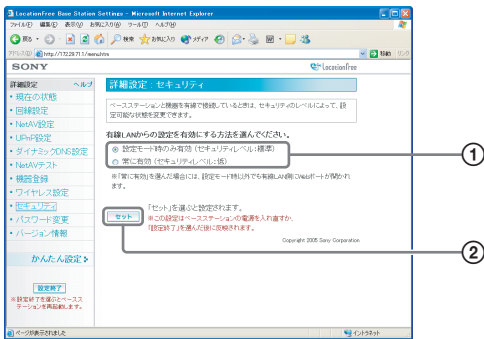 LocationFree Base Station Settings - Microsoft Internet Explorer
ファイル(F) 編集(E) 表示(V) お気に入り(A) ツール(T) ヘルプ(H)
戻る 検索 お気に入り メディア
アドレス(D) http://172.29.71.1/menu.htm 移動 リンク
SONY LocationFree
詳細設定 ヘルプ
・現在の状態
・回線設定
・NetAV設定
・UPnP設定
・ダイナミックDNS設定
・NetAVテスト
・機器登録
・ワイヤレス設定
・セキュリティ
・パスワード変更
・バージョン情報
かんたん設定
設定終了
※設定終了を選ぶとベースス
テーションを再起動します。
詳細設定:セキュリティ
ベースステーションと機器を有線で接続しているときは、セキュリティのレベルによって、設
定可能な状態を変更できます。
有線LANからの設定を有効にする方法を選んでください。
設定モード時のみ有効(セキュリティレベル:標準)
常に有効(セキュリティレベル:低)
※「常に有効」を選んだ場合には、設定モード時以外でも有線LAN側にWebポートが開かれ
ます。
セット
「セット」を選ぶと設定されます。
※この設定はベースステーションの電源を入れ直すか、
「設定終了」を選んだ後に反映されます。
Copyright 2005 Sony Corporation
ページが表示されました
インターネット
1
2